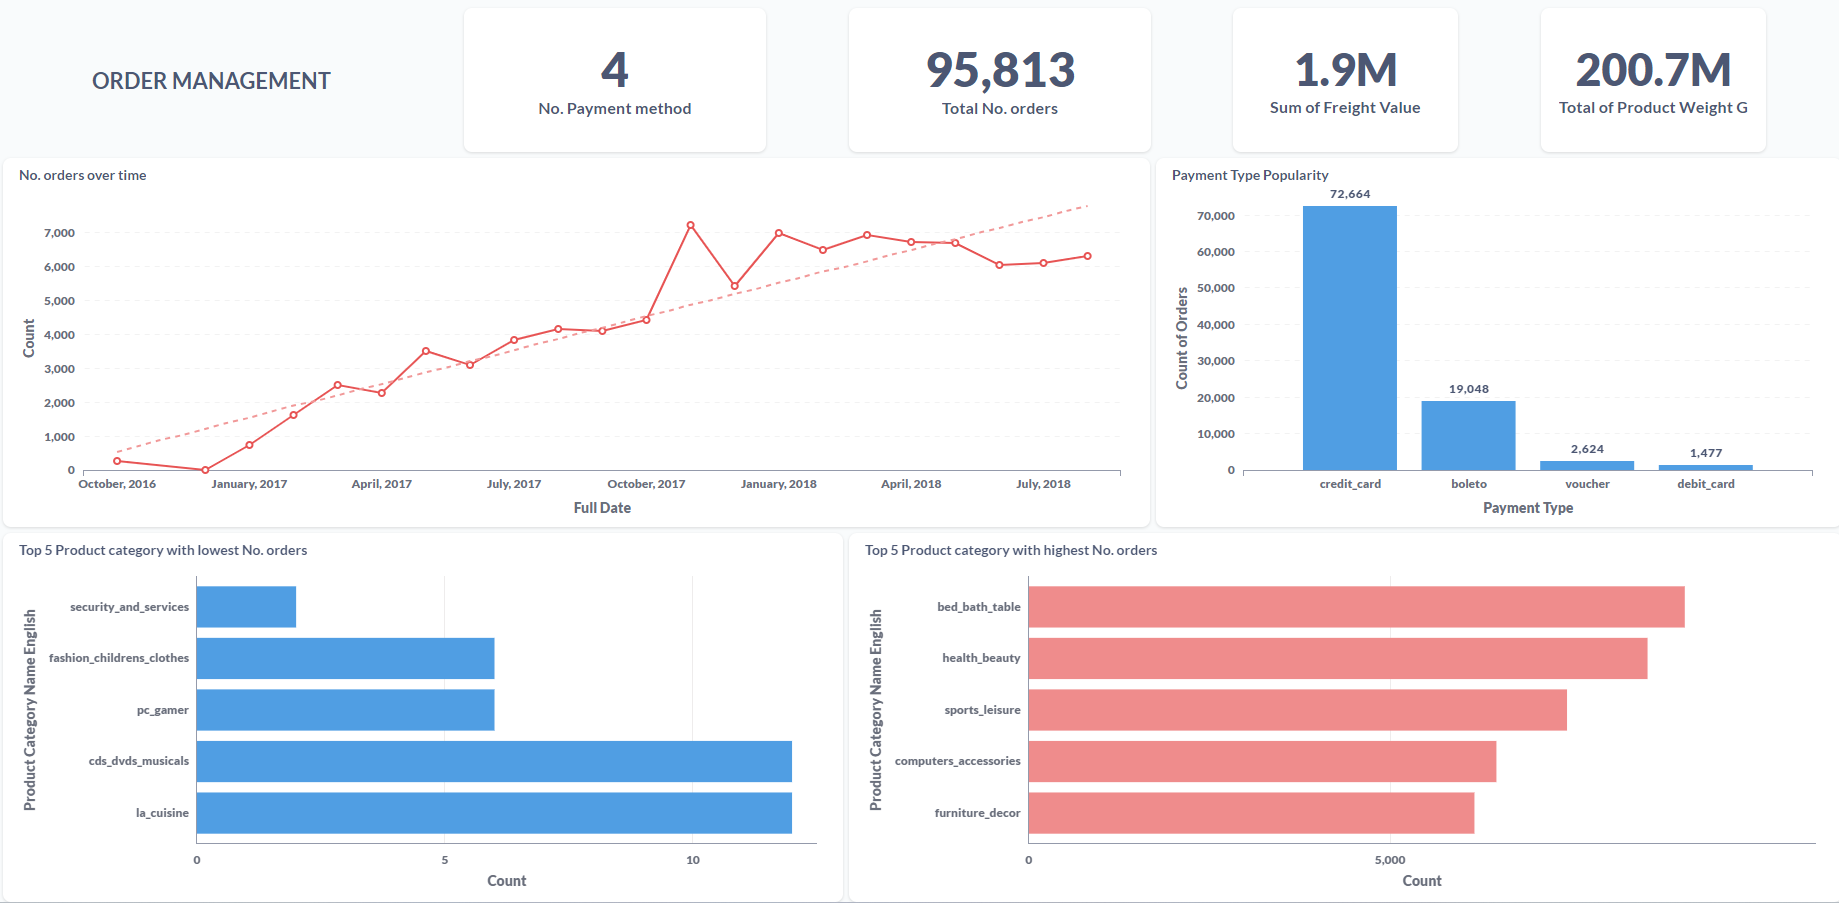 ORDER MANAGEMENT
4
No. Payment method
95,813
Total No. orders
1.9M
Sum of Freight Value
200.7M
Total of Product Weight G
No. orders over time
Count
7,000
6,000
5,000
4,000
3,000
2,000
1,000
0
October, 2016 January, 2017 April, 2017 July, 2017 October, 2017 January, 2018 April, 2018 July, 2018
Full Date
Payment Type Popularity
Count of Orders
70,000
60,000
50,000
40,000
30,000
20,000
10,000
0
72,664
19,048
2,624
1,477
credit_card boleto voucher debit_card
Payment Type
Top 5 Product category with lowest No. orders
Product Category Name English
security_and_services
fashion_childrens_clothes
pc_gamer
cds_dvds_musicals
la_cuisine
0 5 10
Count
Top 5 Product category with highest No. orders
Product Category Name English
bed_bath_table
health_beauty
sports_leisure
computers_accessories
furniture_decor
0 5,000
Count